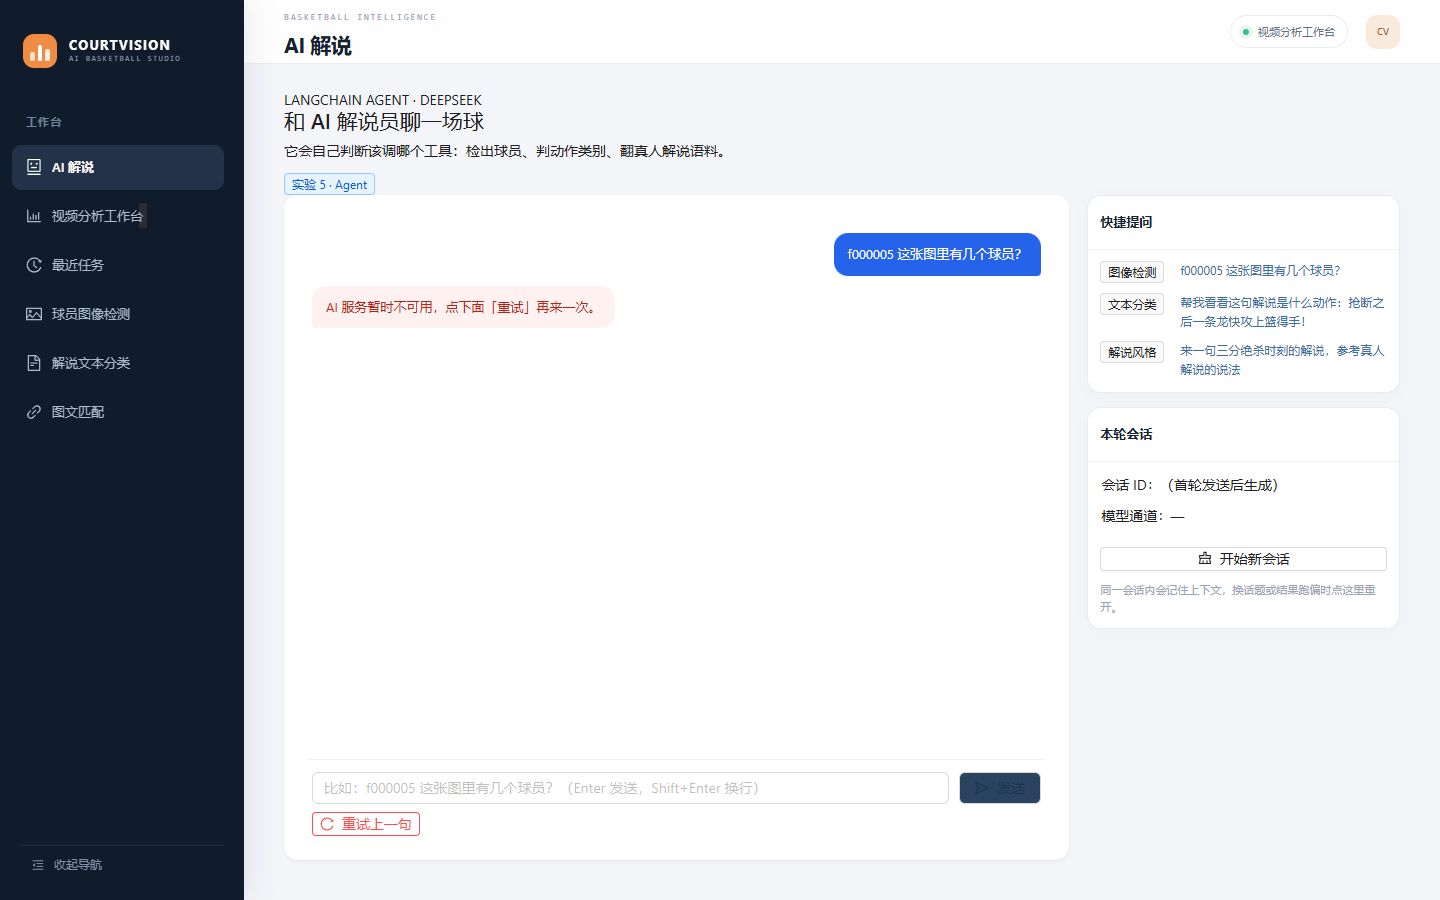 COURTVISION
AI BASKETBALL STUDIO
工作台
AI 解说
视频分析工作台
最近任务
球员图像检测
解说文本分类
图文匹配
收起导航
BASKETBALL INTELLIGENCE
AI 解说
视频分析工作台
CV
LANGCHAIN AGENT · DEEPSEEK
和 AI 解说员聊一场球
它会自己判断该调哪个工具：检出球员、判动作类别、翻真人解说语料。
实验 5 · Agent
f000005 这张图里有几个球员？
AI 服务暂时不可用，点下面「重试」再来一次。
比如：f000005 这张图里有几个球员？（Enter 发送，Shift+Enter 换行）
发送
重试上一句
快捷提问
图像检测 f000005 这张图里有几个球员？
文本分类 帮我看看这句解说是什么动作：抢断之
后一条龙快攻上篮得手！
解说风格 来一句三分绝杀时刻的解说，参考真人
解说的说法
本轮会话
会话 ID：（首轮发送后生成）
模型通道：—
开始新会话
同一会话内会记住上下文，换话题或结果跑偏时点这里重
开。